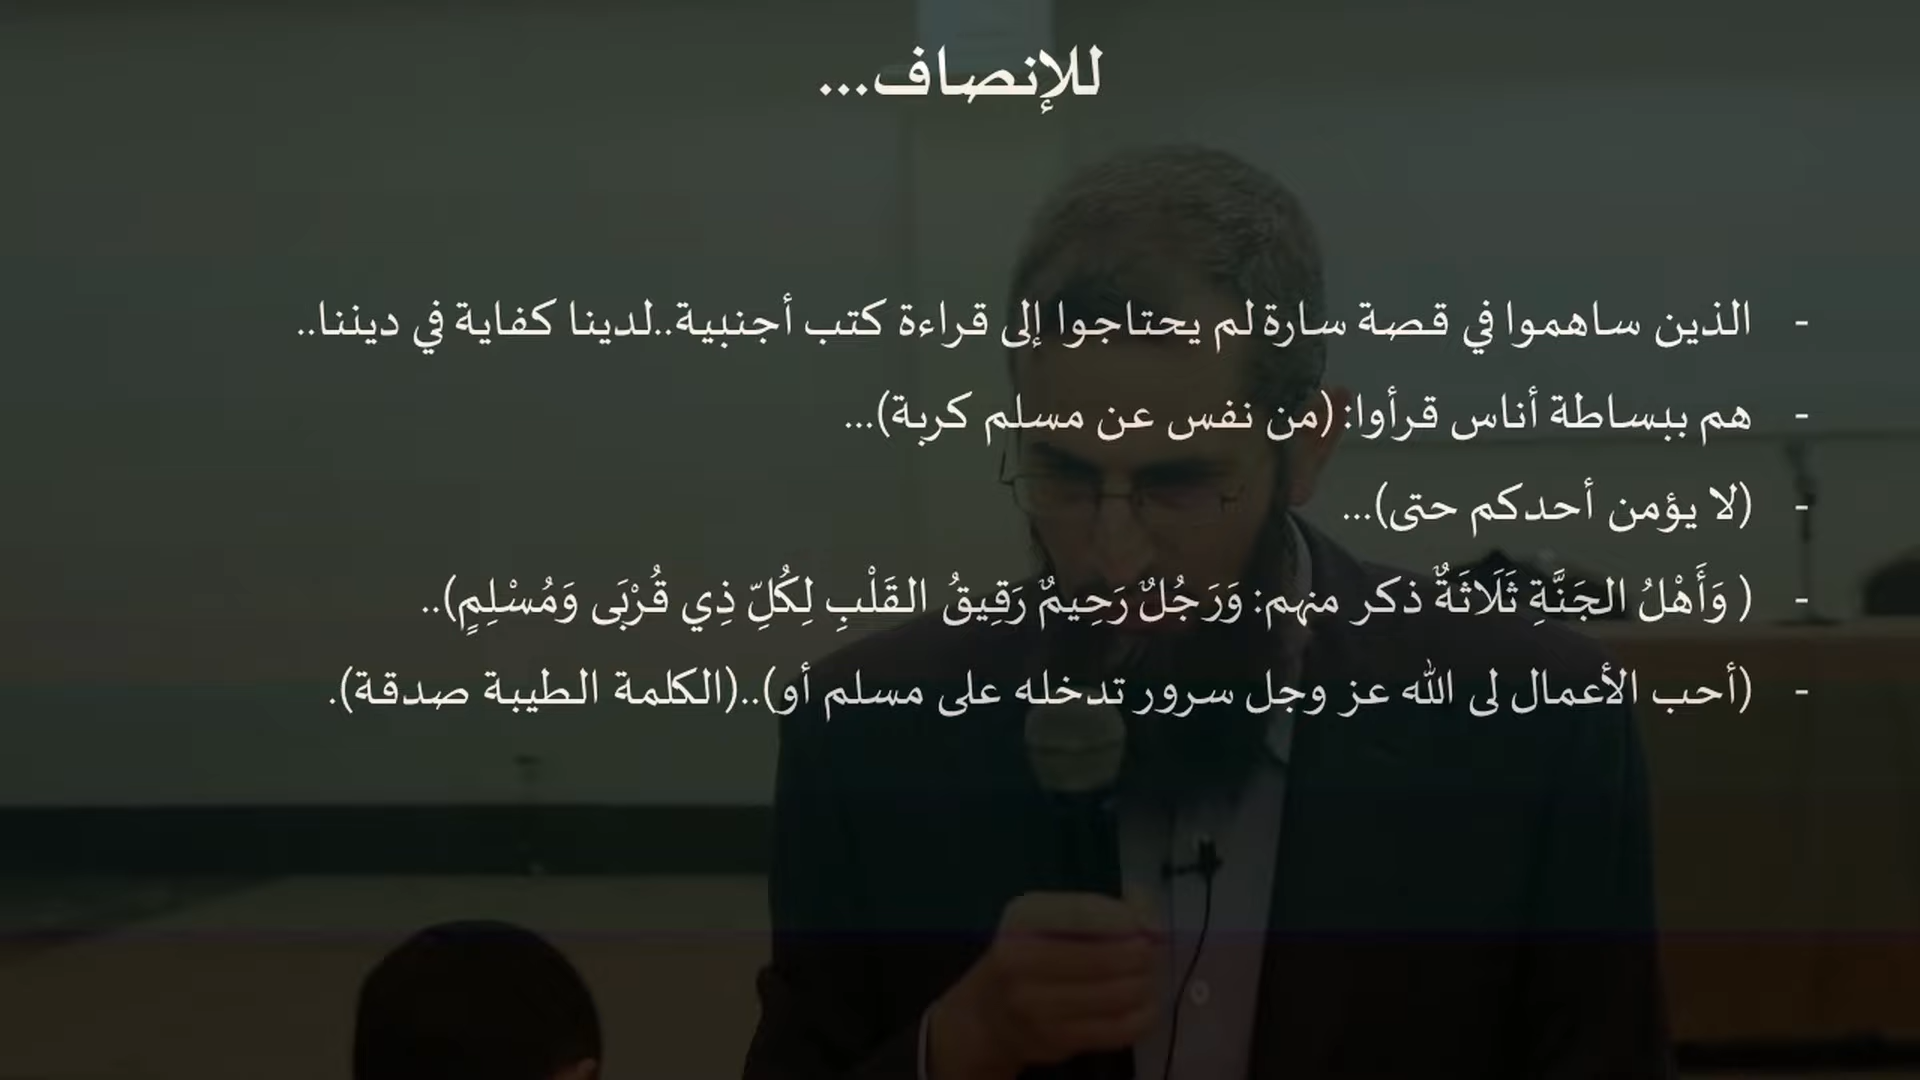 للإنصاف...
- الذين ساهموا في قصة سارة لم يحتاجوا إلى قراءة كتب أجنبية..لدينا كفاية في ديننا..
- هم ببساطة أناس قرأوا: (من نفس عن مسلم كربة)...
- (لا يؤمن أحدكم حتى)...
- ( وَأَهْلُ الجَنَّةِ ثَلَاثَةٌ ذكر منهم: وَرَجُلٌ رَحِيمٌ رَقِيقُ القَلْبِ لِكُلِّ ذِي قُرْبَى وَمُسْلِمٍ)..
- (أحب الأعمال لى الله عز وجل سرور تدخله على مسلم أو)..(الكلمة الطيبة صدقة).